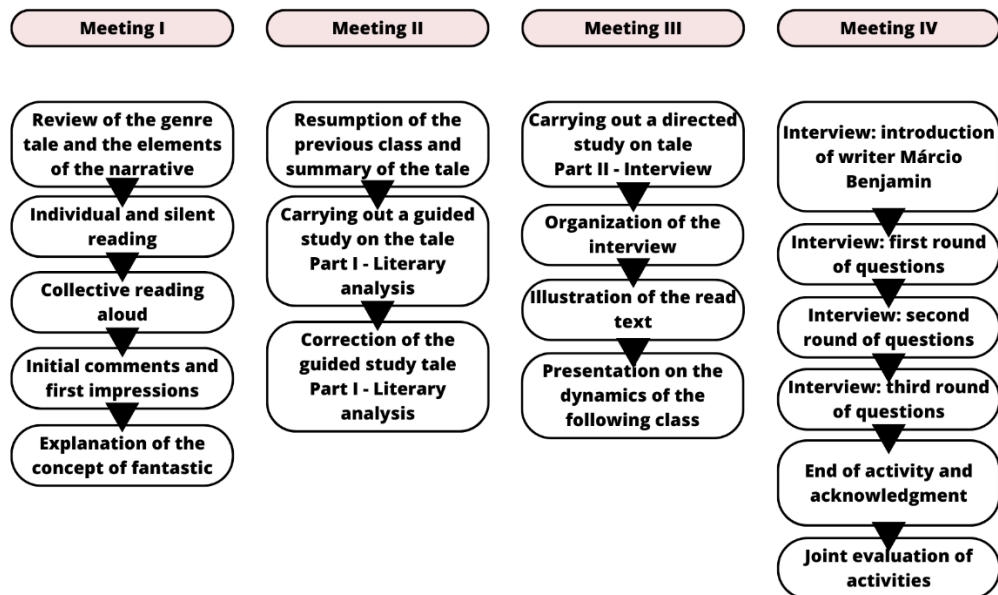 Meeting I
Review of the genre
tale and the elements
of the narrative
Individual and silent
reading
Collective reading
aloud
Initial comments and
first impressions
Explanation of the
concept of fantastic
Meeting II
Resumption of the
previous class and
summary of the tale
Carrying out a guided
study on the tale
Part I - Literary
analysis
Correction of the
guided study tale
Part I - Literary
analysis
Meeting III
Carrying out a directed
study on tale
Part II - Interview
Organization of the
interview
Illustration of the read
text
Presentation on the
dynamics of the
following class
Meeting IV
Interview: introduction
of writer Márcio
Benjamin
Interview: first round
of questions
Interview: second
round of questions
Interview: third round
of questions
End of activity and
acknowledgment
Joint evaluation of
activities